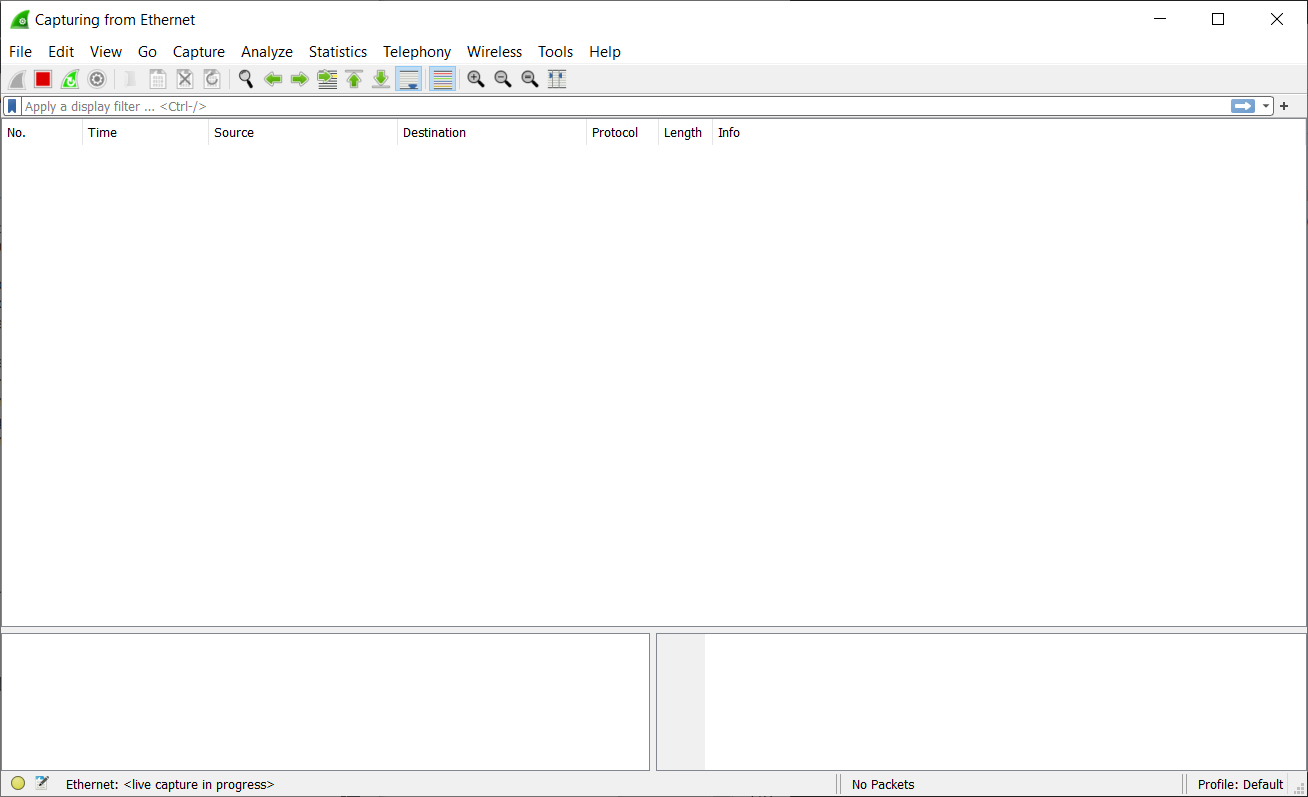 Capturing from Ethernet
File Edit View Go Capture Analyze Statistics Telephony Wireless Tools Help
Apply a display filter ... <Ctrl-/>
No. Time Source Destination Protocol Length Info
Ethernet: <live capture in progress> No Packets Profile: Default